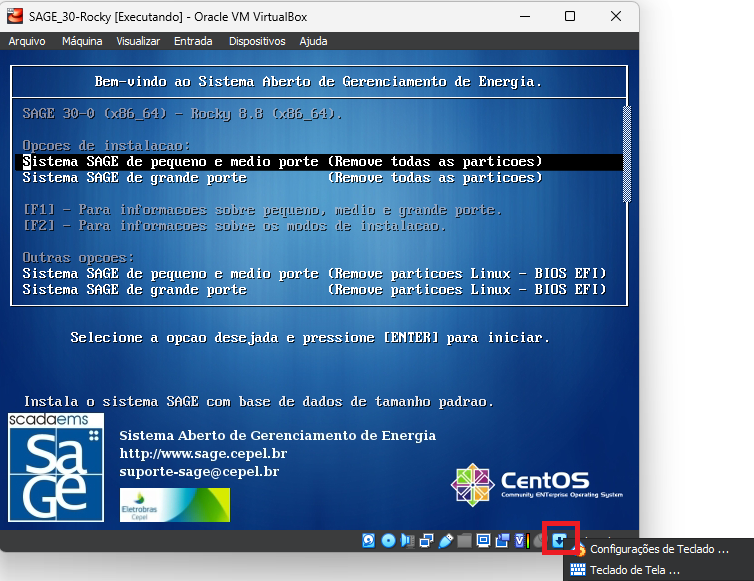 SAGE_30-Rocky [Executando] - Oracle VM VirtualBox
Arquivo Máquina Visualizar Entrada Dispositivos Ajuda
Bem-vindo ao Sistema Aberto de Gerenciamento de Energia.
SAGE 30-0 (x86_64) - Rocky 8.8 (x86_64).
Opcoes de instalacao:
Sistema SAGE de pequeno e medio porte (Remove todas as particoes)
Sistema SAGE de grande porte (Remove todas as particoes)
[F1] - Para informacoes sobre pequeno, medio e grande porte.
[F2] - Para informacoes sobre os modos de instalacao.
Outras opcoes:
Sistema SAGE de pequeno e medio porte (Remove particoes Linux - BIOS EFI)
Sistema SAGE de grande porte (Remove particoes Linux - BIOS EFI)
Selecione a opcao desejada e pressione [ENTER] para iniciar.
Instala o sistema SAGE com base de dados de tamanho padrao.
scadaems
SaGe
Sistema Aberto de Gerenciamento de Energia
http://www.sage.cepel.br
suporte-sage@cepel.br
Eletrobras
Cepel
CentOS
Community ENTerprise Operating System
Configurações de Teclado ...
Teclado de Tela ...